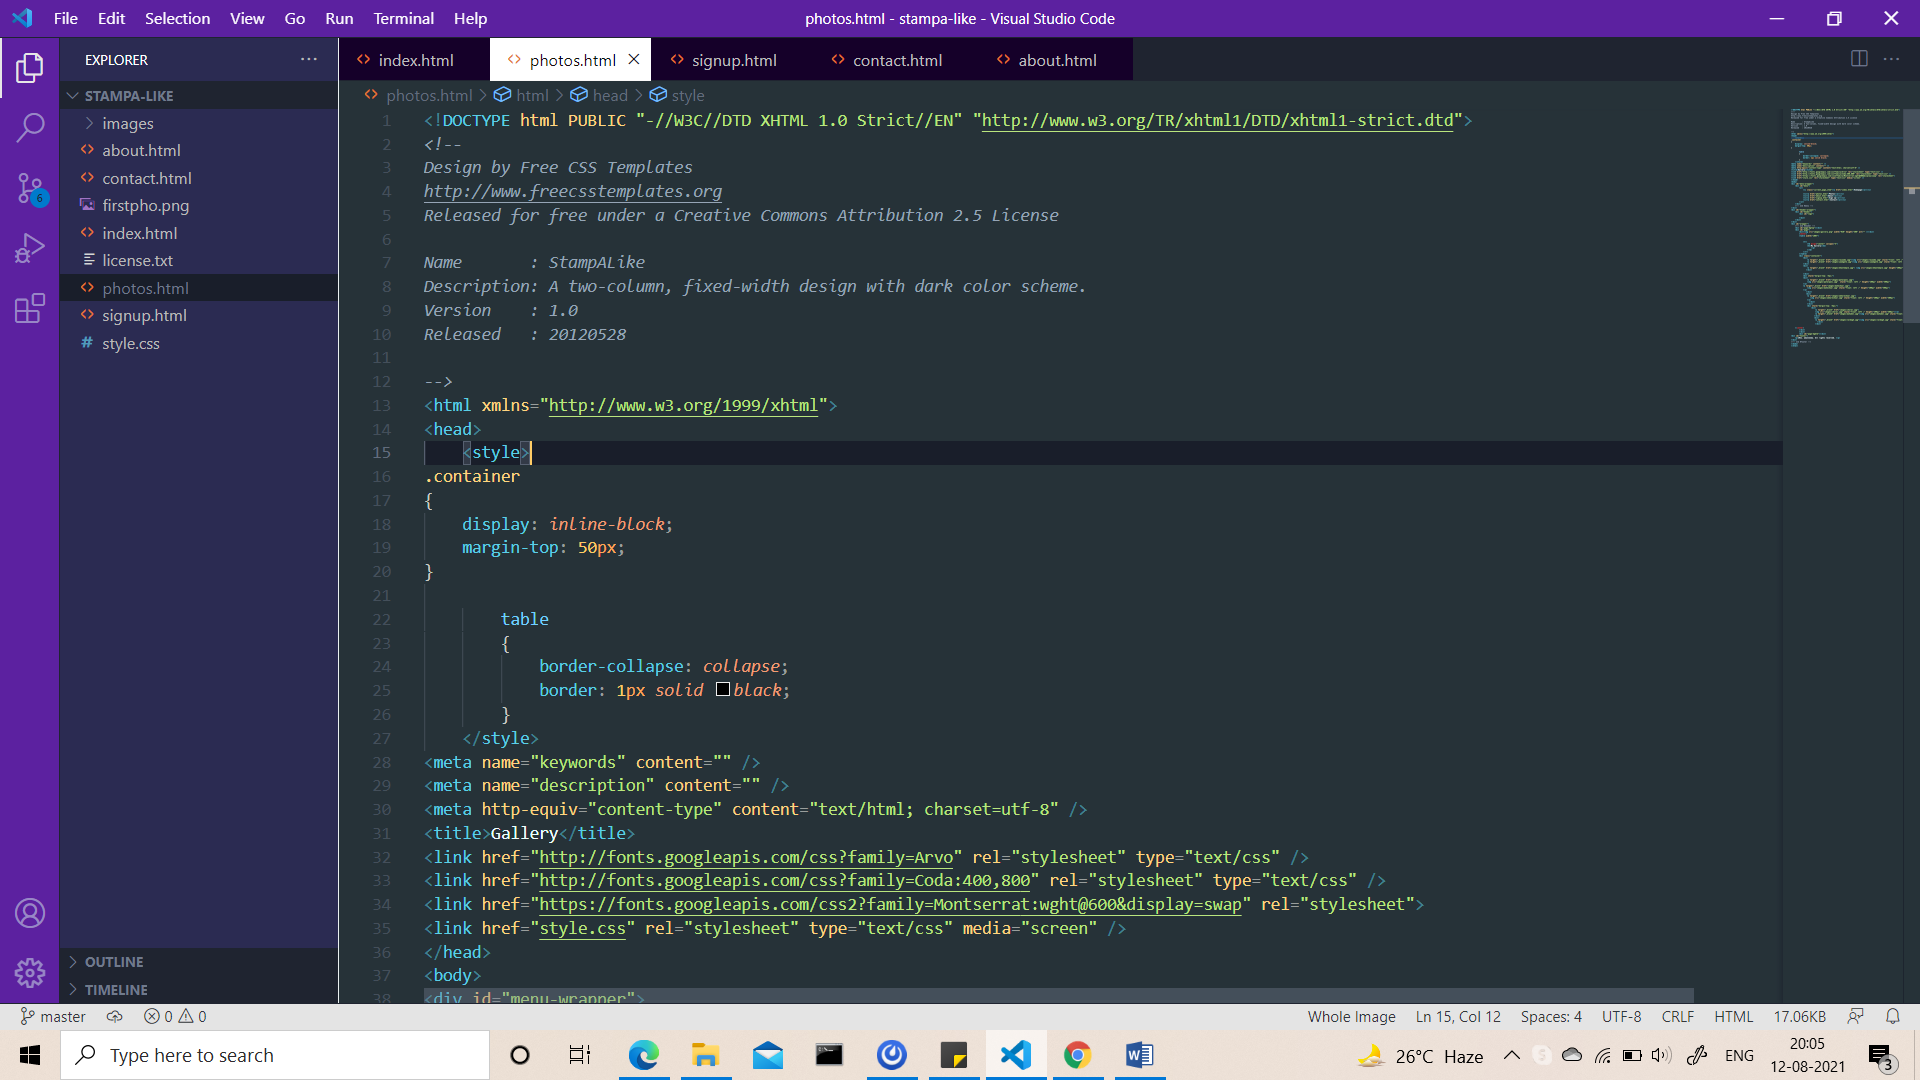 File Edit Selection View Go Run Terminal Help
photos.html - stampa-like - Visual Studio Code
EXPLORER
STAMPA-LIKE
images
about.html
contact.html
firstpho.png
index.html
license.txt
photos.html
signup.html
style.css
6
OUTLINE
TIMELINE
index.html photos.html signup.html contact.html about.html
photos.html > html > head > style
1 <!DOCTYPE html PUBLIC "-//W3C//DTD XHTML 1.0 Strict//EN" "http://www.w3.org/TR/xhtml1/DTD/xhtml1-strict.dtd">
2 <!--
3 Design by Free CSS Templates
4 http://www.freecsstemplates.org
5 Released for free under a Creative Commons Attribution 2.5 License
6
7 Name       : StampALike
8 Description: A two-column, fixed-width design with dark color scheme.
9 Version    : 1.0
10 Released   : 20120528
11
12 -->
13 <html xmlns="http://www.w3.org/1999/xhtml">
14 <head>
15     <style>
16 .container
17 {
18     display: inline-block;
19     margin-top: 50px;
20 }
21
22         table
23         {
24             border-collapse: collapse;
25             border: 1px solid black;
26         }
27     </style>
28 <meta name="keywords" content="" />
29 <meta name="description" content="" />
30 <meta http-equiv="content-type" content="text/html; charset=utf-8" />
31 <title>Gallery</title>
32 <link href="http://fonts.googleapis.com/css?family=Arvo" rel="stylesheet" type="text/css" />
33 <link href="http://fonts.googleapis.com/css?family=Coda:400,800" rel="stylesheet" type="text/css" />
34 <link href="https://fonts.googleapis.com/css2?family=Montserrat:wght@600&display=swap" rel="stylesheet">
35 <link href="style.css" rel="stylesheet" type="text/css" media="screen" />
36 </head>
37 <body>
38 <div id="menu-wrapper">
master 0 0 Whole Image Ln 15, Col 12 Spaces: 4 UTF-8 CRLF HTML 17.06KB
Type here to search
26°C Haze
ENG
20:05
12-08-2021
3